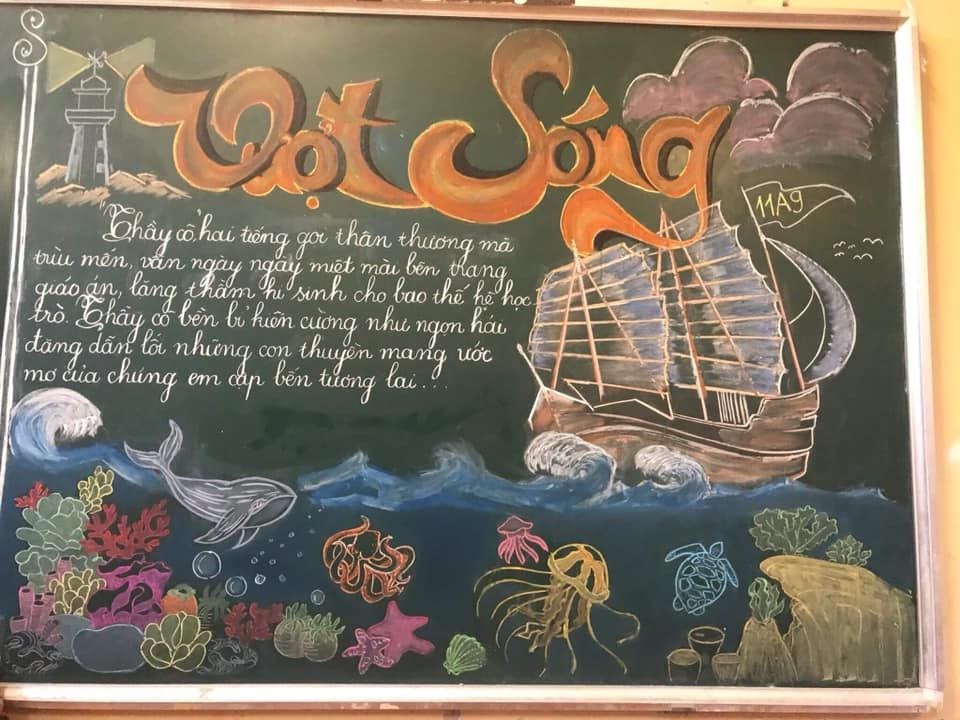 Vượt Sóng
11A9
"Thầy cô", hai tiếng gọi thân thương mà
trìu mến, vẫn ngày ngày miệt mài bên trang
giáo án, lặng thầm hi sinh cho bao thế hệ học
trò. Thầy cô bền bỉ kiên cường như ngọn hải
đăng dẫn lối những con thuyền mang ước
mơ của chúng em cập bến tương lai...